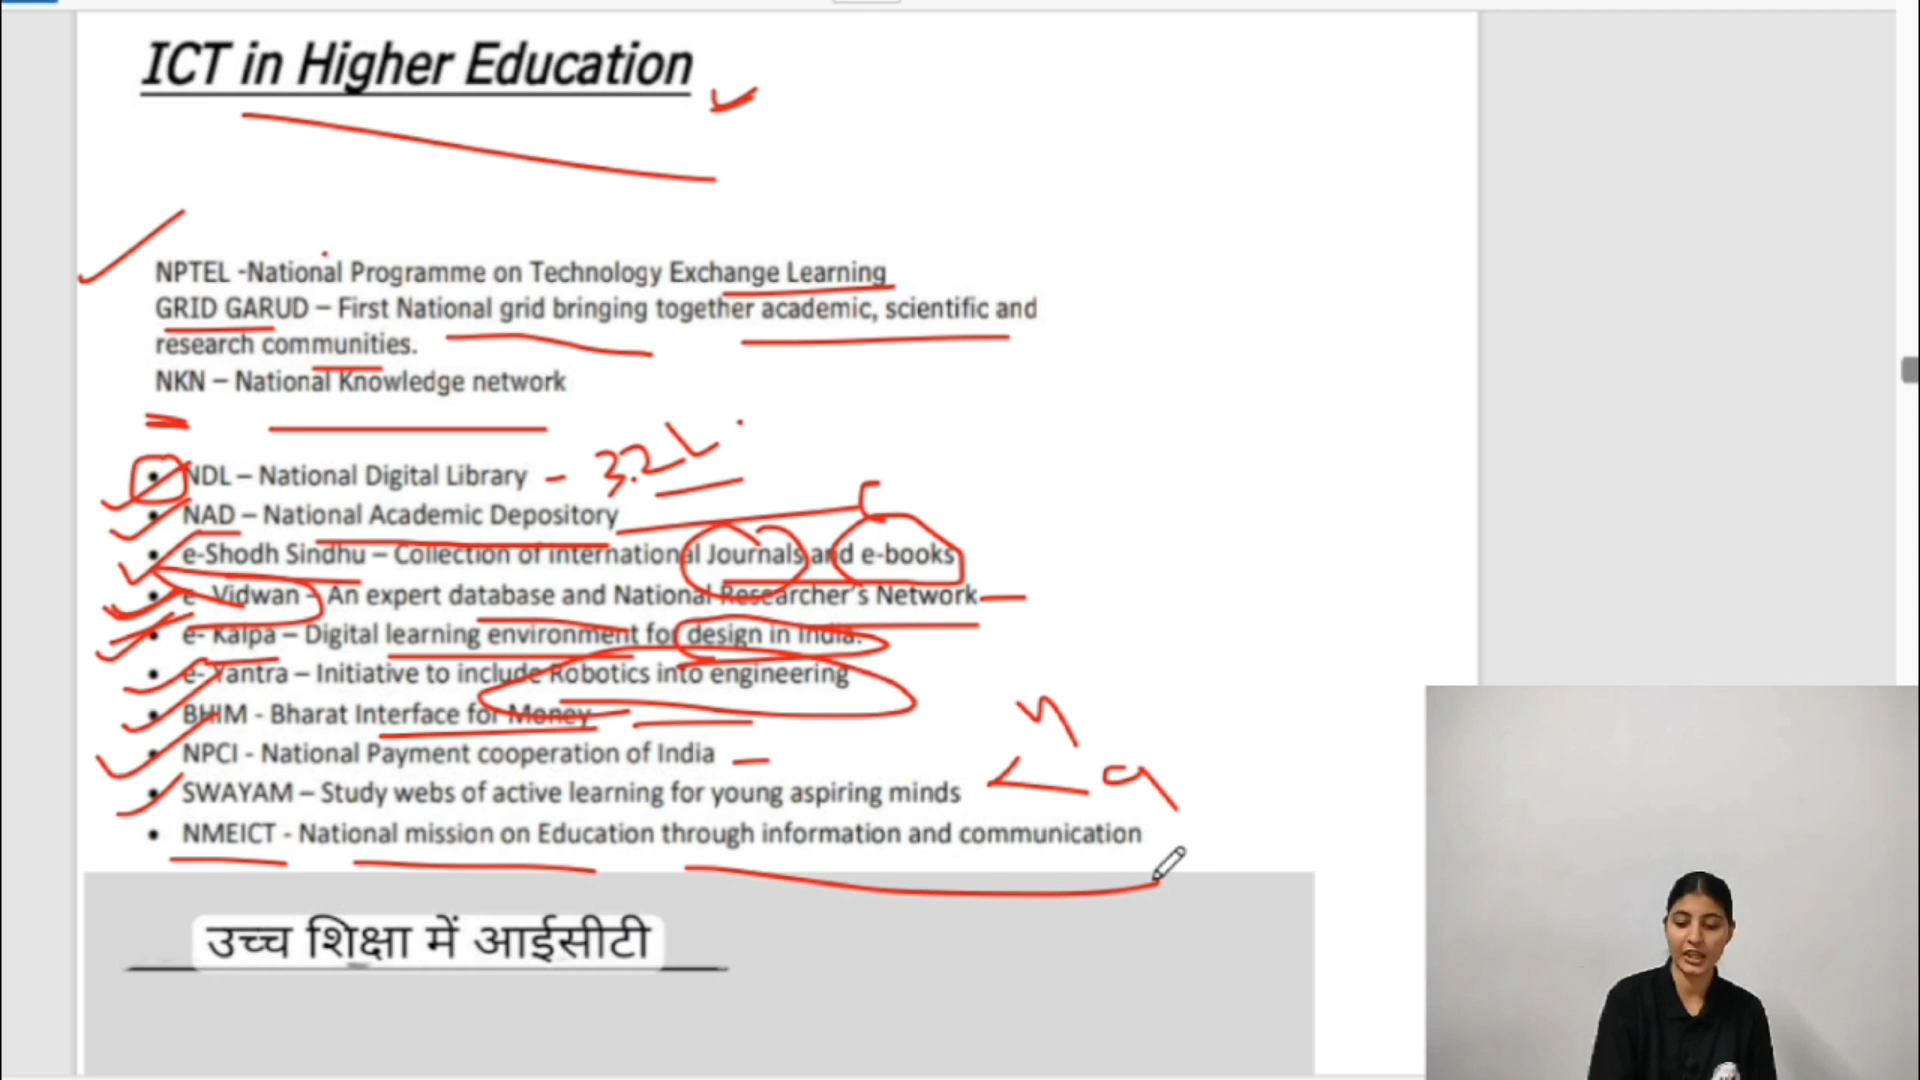 ICT in Higher Education
NPTEL -National Programme on Technology Exchange Learning
GRID GARUD – First National grid bringing together academic, scientific and
research communities.
NKN – National Knowledge network
• NDL – National Digital Library - 3.2L
• NAD – National Academic Depository
• e-Shodh Sindhu – Collection of international Journals and e-books
• e- Vidwan – An expert database and National Researcher's Network
• e- Kalpa – Digital learning environment for design in India.
• e- Yantra – Initiative to include Robotics into engineering
• BHIM - Bharat Interface for Money
• NPCI - National Payment cooperation of India
• SWAYAM – Study webs of active learning for young aspiring minds
• NMEICT - National mission on Education through information and communication
उच्च शिक्षा में आईसीटी